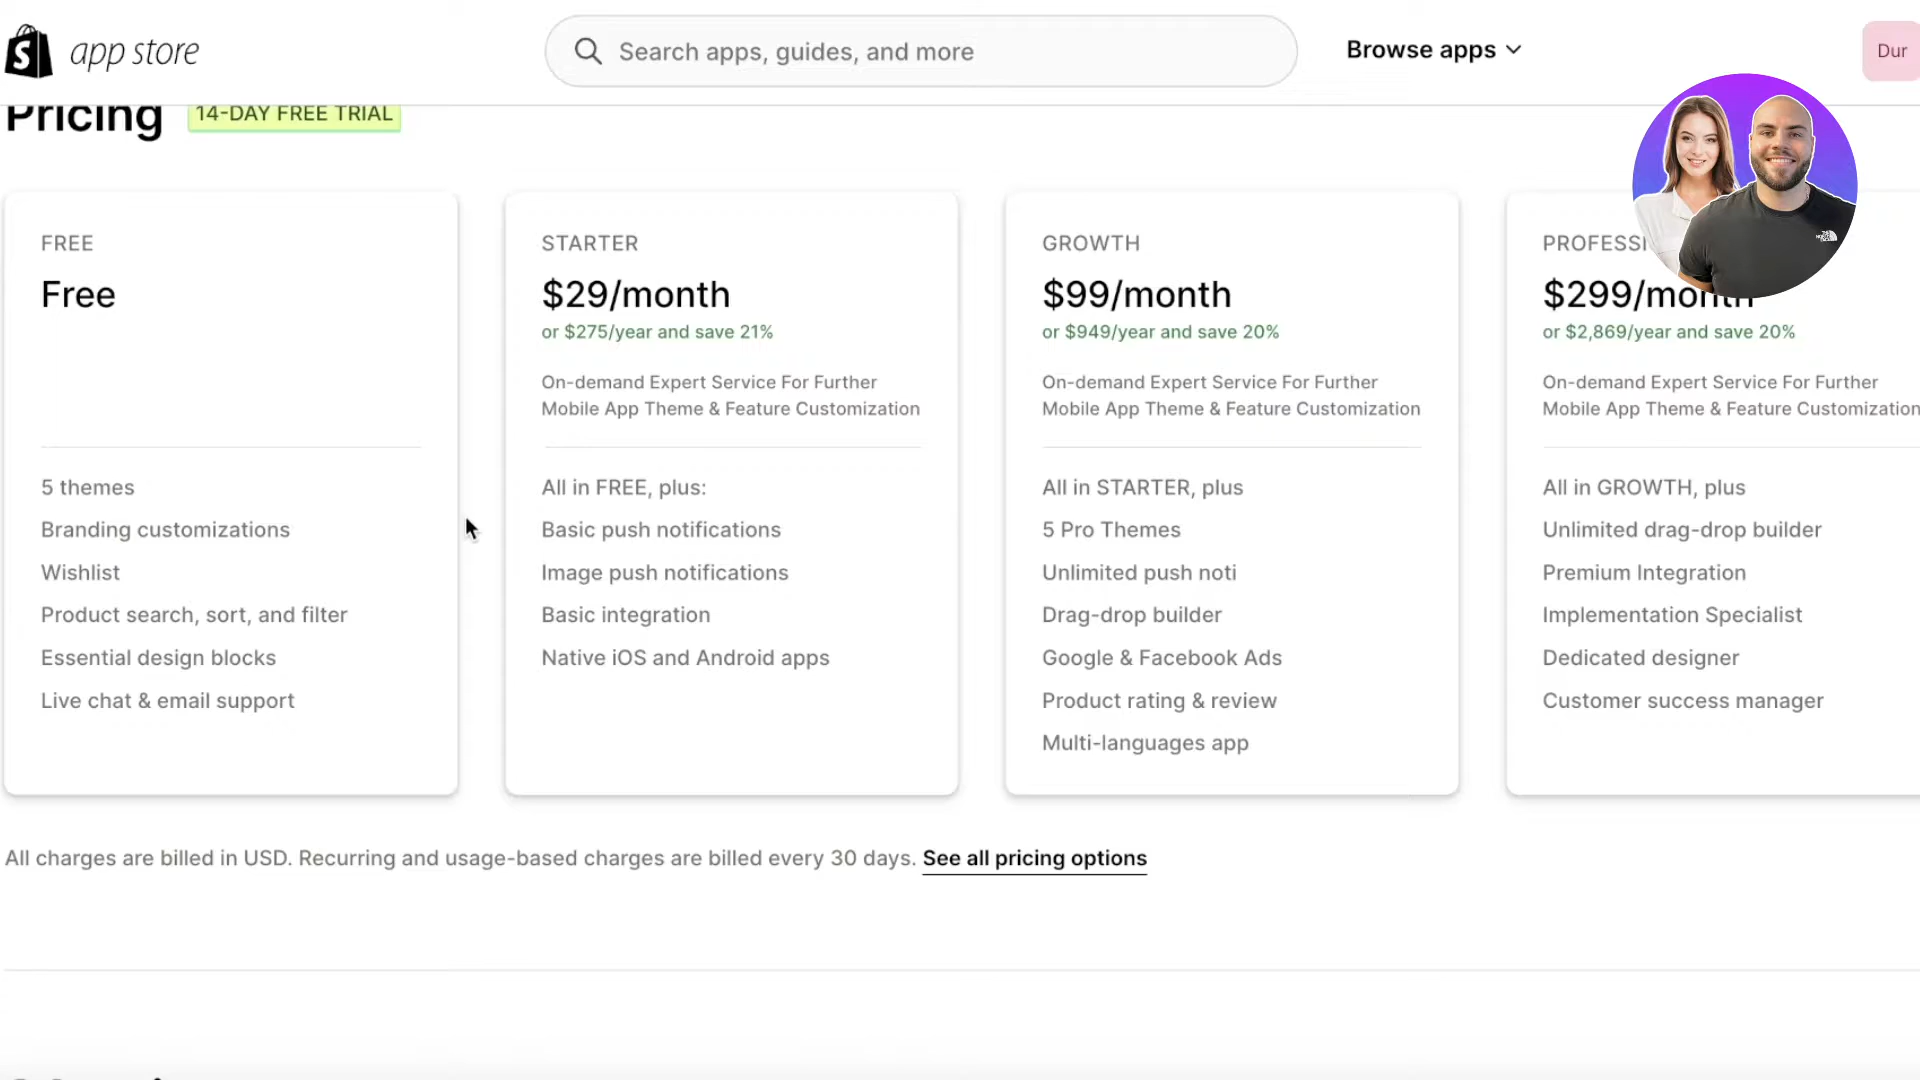 app store
Search apps, guides, and more
Browse apps
Dur
Pricing
14-DAY FREE TRIAL
FREE
Free
5 themes
Branding customizations
Wishlist
Product search, sort, and filter
Essential design blocks
Live chat & email support
STARTER
$29/month
or $275/year and save 21%
On-demand Expert Service For Further
Mobile App Theme & Feature Customization
All in FREE, plus:
Basic push notifications
Image push notifications
Basic integration
Native iOS and Android apps
GROWTH
$99/month
or $949/year and save 20%
On-demand Expert Service For Further
Mobile App Theme & Feature Customization
All in STARTER, plus
5 Pro Themes
Unlimited push noti
Drag-drop builder
Google & Facebook Ads
Product rating & review
Multi-languages app
PROFESSI
$299/month
or $2,869/year and save 20%
On-demand Expert Service For Further
Mobile App Theme & Feature Customization
All in GROWTH, plus
Unlimited drag-drop builder
Premium Integration
Implementation Specialist
Dedicated designer
Customer success manager
All charges are billed in USD. Recurring and usage-based charges are billed every 30 days. See all pricing options